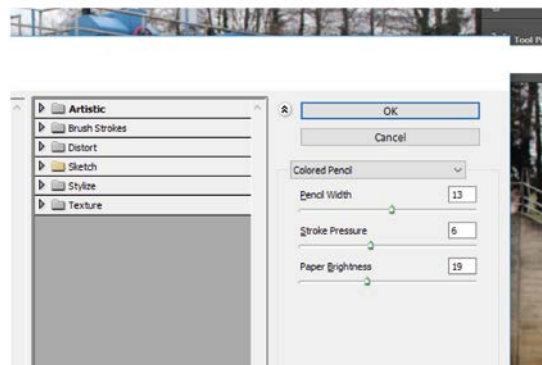 Tool P
Artistic
Brush Strokes
Distort
Sketch
Stylize
Texture
OK
Cancel
Colored Pencil
Pencil Width 13
Stroke Pressure 6
Paper Brightness 19